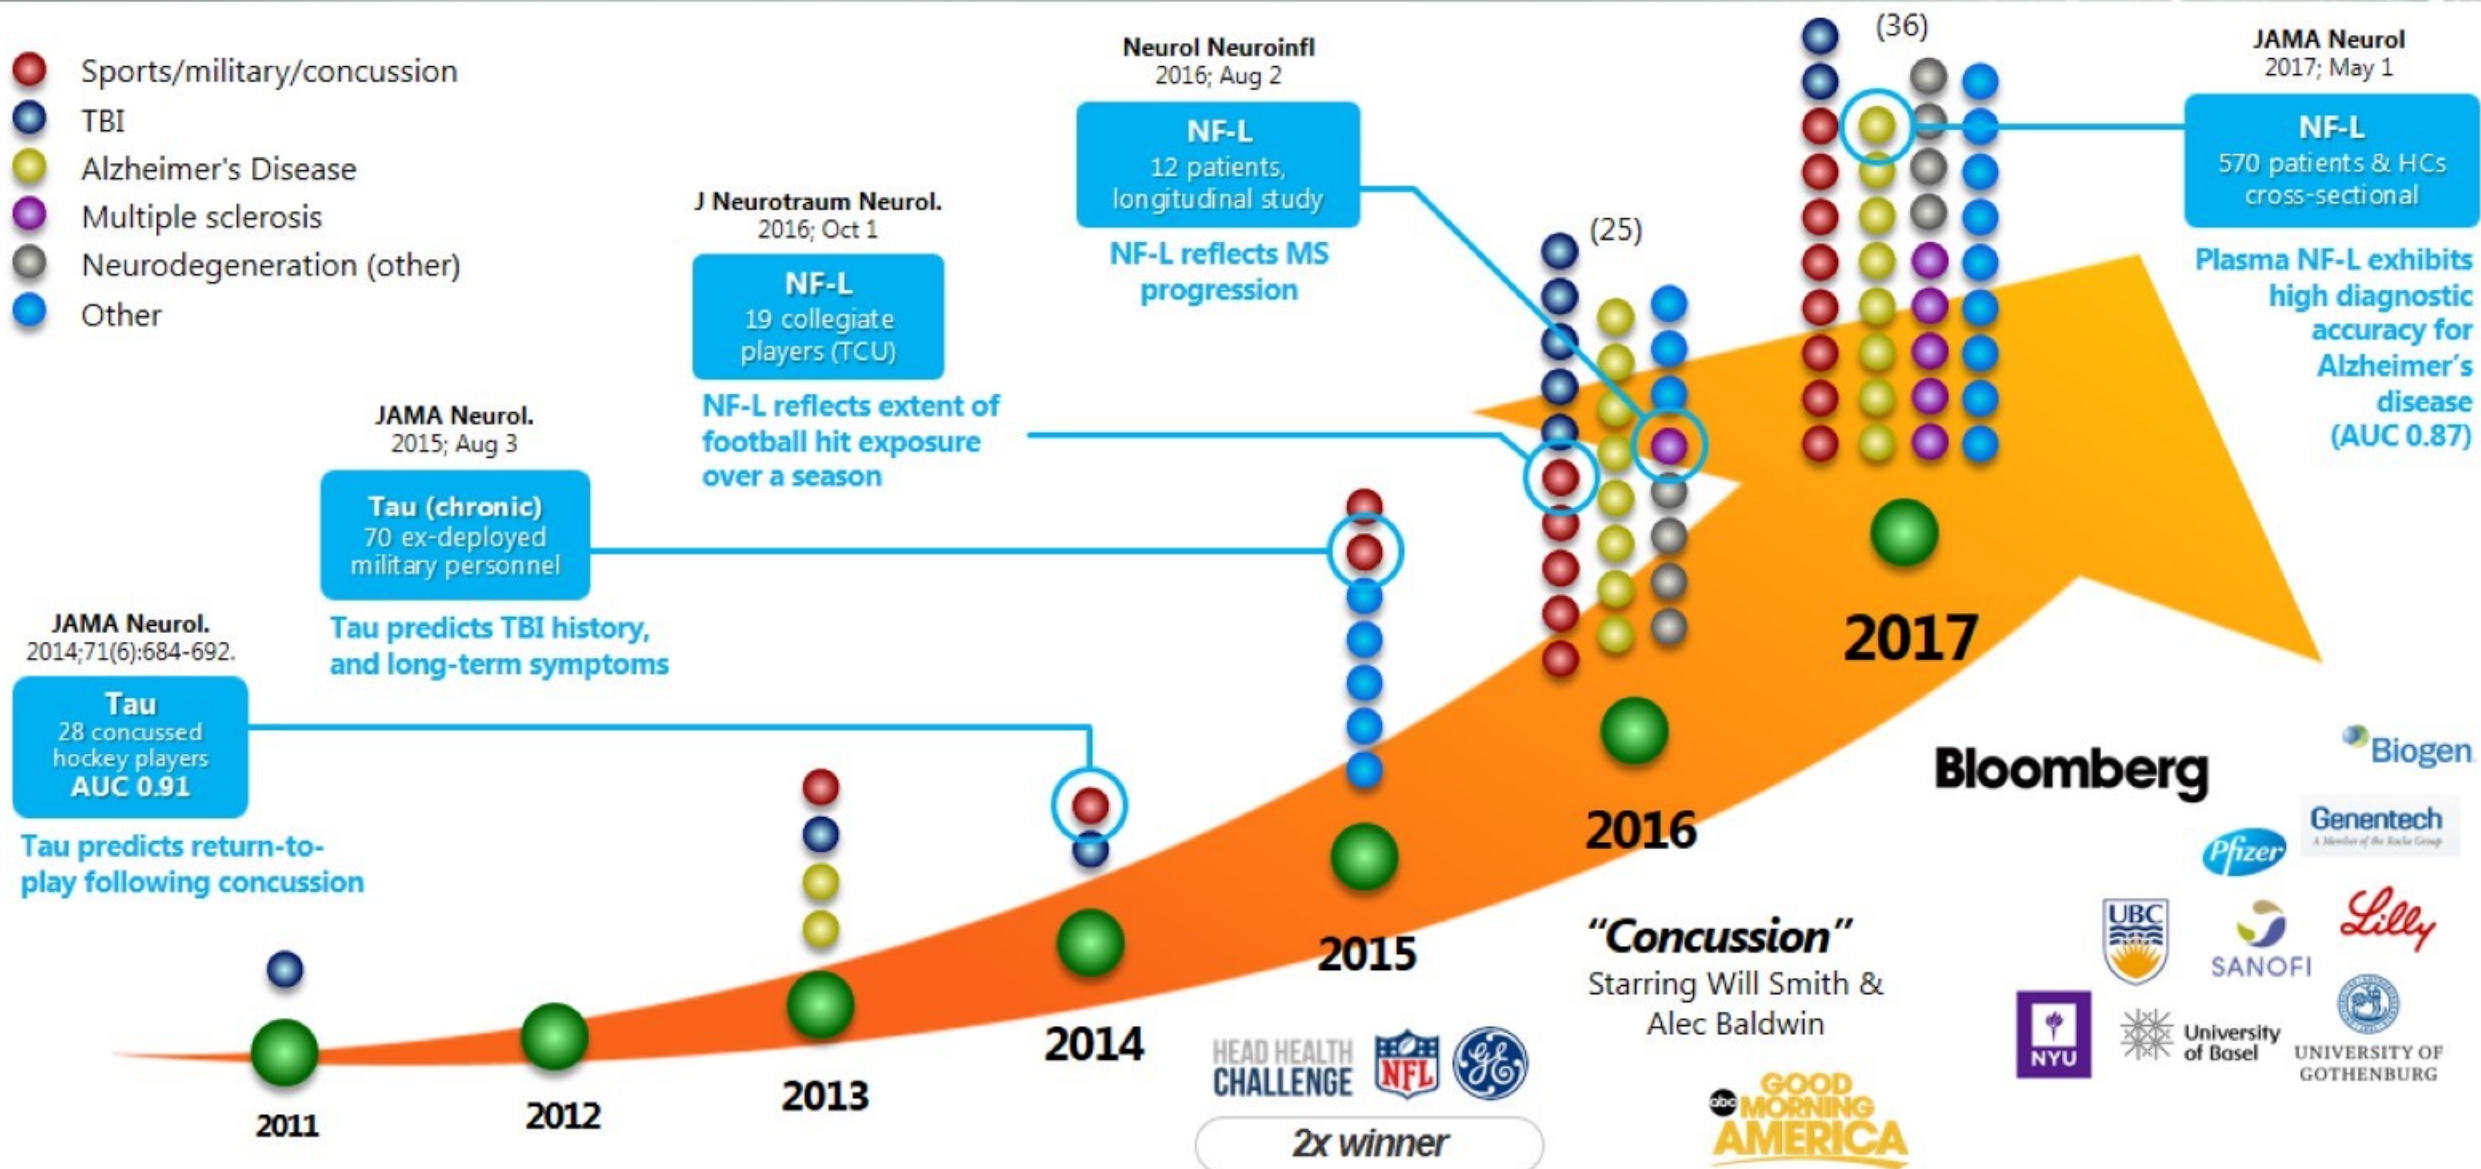 Sports/military/concussion
TBI
Alzheimer's Disease
Multiple sclerosis
Neurodegeneration (other)
Other
JAMA Neurol.
2014;71(6):684-692.
Tau
28 concussed
hockey players
AUC 0.91
Tau predicts return-to-
play following concussion
JAMA Neurol.
2015; Aug 3
Tau (chronic)
70 ex-deployed
military personnel
Tau predicts TBI history,
and long-term symptoms
J Neurotraum Neurol.
2016; Oct 1
NF-L
19 collegiate
players (TCU)
NF-L reflects extent of
football hit exposure
over a season
Neurol Neuroinfl
2016; Aug 2
NF-L
12 patients,
longitudinal study
NF-L reflects MS
progression
(25)
(36)
JAMA Neurol
2017; May 1
NF-L
570 patients & HCs
cross-sectional
Plasma NF-L exhibits
high diagnostic
accuracy for
Alzheimer's
disease
(AUC 0.87)
2011
2012
2013
2014
2015
2016
2017
HEAD HEALTH
CHALLENGE
NFL
GE
2x winner
"Concussion"
Starring Will Smith &
Alec Baldwin
abc
GOOD
MORNING
AMERICA
Bloomberg
Biogen
Genentech
A Member of the Roche Group
Pfizer
UBC
SANOFI
Lilly
NYU
University
of Basel
UNIVERSITY OF
GOTHENBURG